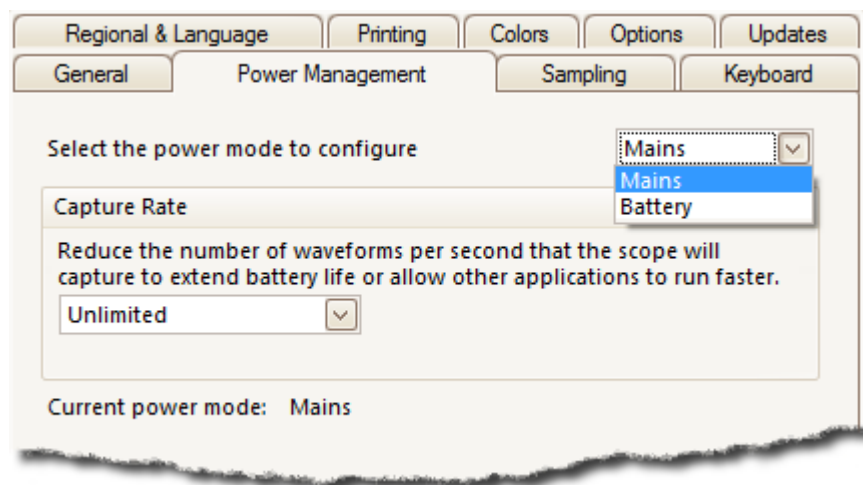 Regional & Language Printing Colors Options Updates
General Power Management Sampling Keyboard
Select the power mode to configure Mains
Mains
Capture Rate
Battery
Reduce the number of waveforms per second that the scope will
capture to extend battery life or allow other applications to run faster.
Unlimited
Current power mode: Mains